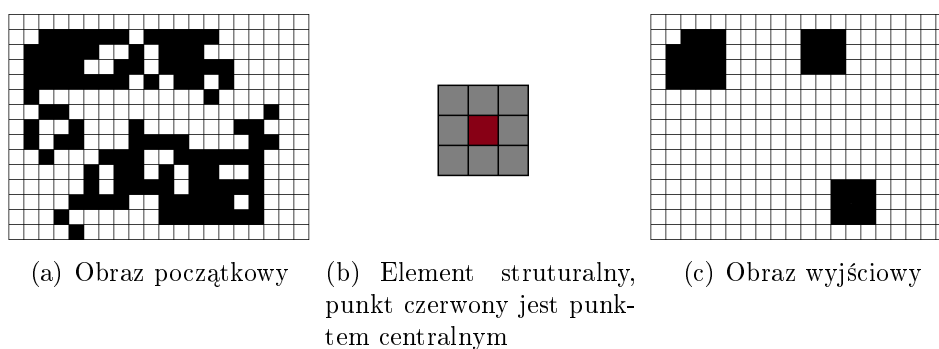 (a) Obraz początkowy
(b) Element struturalny,
punkt czerwony jest punk-
tem centralnym
(c) Obraz wyjściowy